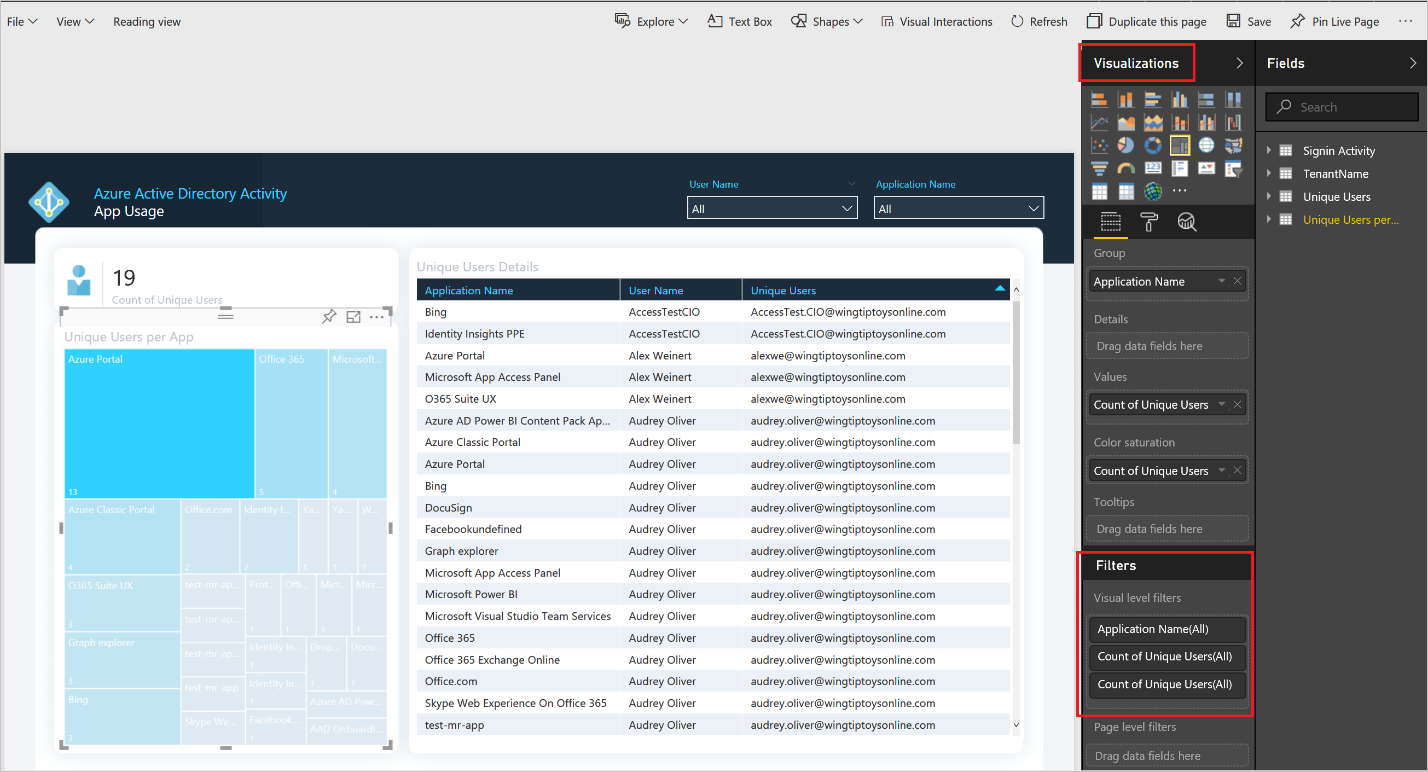 File View Reading view Explore Text Box Shapes Visual Interactions Refresh Duplicate this page Save Pin Live Page ...
Azure Active Directory Activity
App Usage
User Name
All
Application Name
All
19
Count of Unique Users
Unique Users per App
Azure Portal
13
Office 365
5
Microsoft...
4
Azure Classic Portal
4
Office.com
2
Identity I...
2
Ya...
1
Ya...
1
W...
1
O365 Suite UX
3
test-mr-ap...
Prot...
1
Offi...
1
Micr...
1
Micr...
1
test-mr-ap...
Graph explorer
3
test-mr-ap...
Identity In...
1
Drop...
1
Docu...
1
test-mr-app
Identity In...
1
Bing
3
Skype We...
Facebook...
1
Azure AD Pow...
AAD Onboardi...
Unique Users Details
Application Name User Name Unique Users
Bing AccessTestCIO AccessTest.CIO@wingtiptoysonline.com
Identity Insights PPE AccessTestCIO AccessTest.CIO@wingtiptoysonline.com
Azure Portal Alex Weinert alexwe@wingtiptoysonline.com
Microsoft App Access Panel Alex Weinert alexwe@wingtiptoysonline.com
O365 Suite UX Alex Weinert alexwe@wingtiptoysonline.com
Azure AD Power BI Content Pack Ap... Audrey Oliver audrey.oliver@wingtiptoysonline.com
Azure Classic Portal Audrey Oliver audrey.oliver@wingtiptoysonline.com
Azure Portal Audrey Oliver audrey.oliver@wingtiptoysonline.com
Bing Audrey Oliver audrey.oliver@wingtiptoysonline.com
DocuSign Audrey Oliver audrey.oliver@wingtiptoysonline.com
Facebookundefined Audrey Oliver audrey.oliver@wingtiptoysonline.com
Graph explorer Audrey Oliver audrey.oliver@wingtiptoysonline.com
Microsoft App Access Panel Audrey Oliver audrey.oliver@wingtiptoysonline.com
Microsoft Power BI Audrey Oliver audrey.oliver@wingtiptoysonline.com
Microsoft Visual Studio Team Services Audrey Oliver audrey.oliver@wingtiptoysonline.com
Office 365 Audrey Oliver audrey.oliver@wingtiptoysonline.com
Office 365 Exchange Online Audrey Oliver audrey.oliver@wingtiptoysonline.com
Office.com Audrey Oliver audrey.oliver@wingtiptoysonline.com
Skype Web Experience On Office 365 Audrey Oliver audrey.oliver@wingtiptoysonline.com
test-mr-app Audrey Oliver audrey.oliver@wingtiptoysonline.com
Visualizations
123
Group
Application Name
Details
Drag data fields here
Values
Count of Unique Users
Color saturation
Count of Unique Users
Tooltips
Drag data fields here
Filters
Visual level filters
Application Name(All)
Count of Unique Users(All)
Count of Unique Users(All)
Page level filters
Drag data fields here
Fields
Search
Signin Activity
TenantName
Unique Users
Unique Users per...